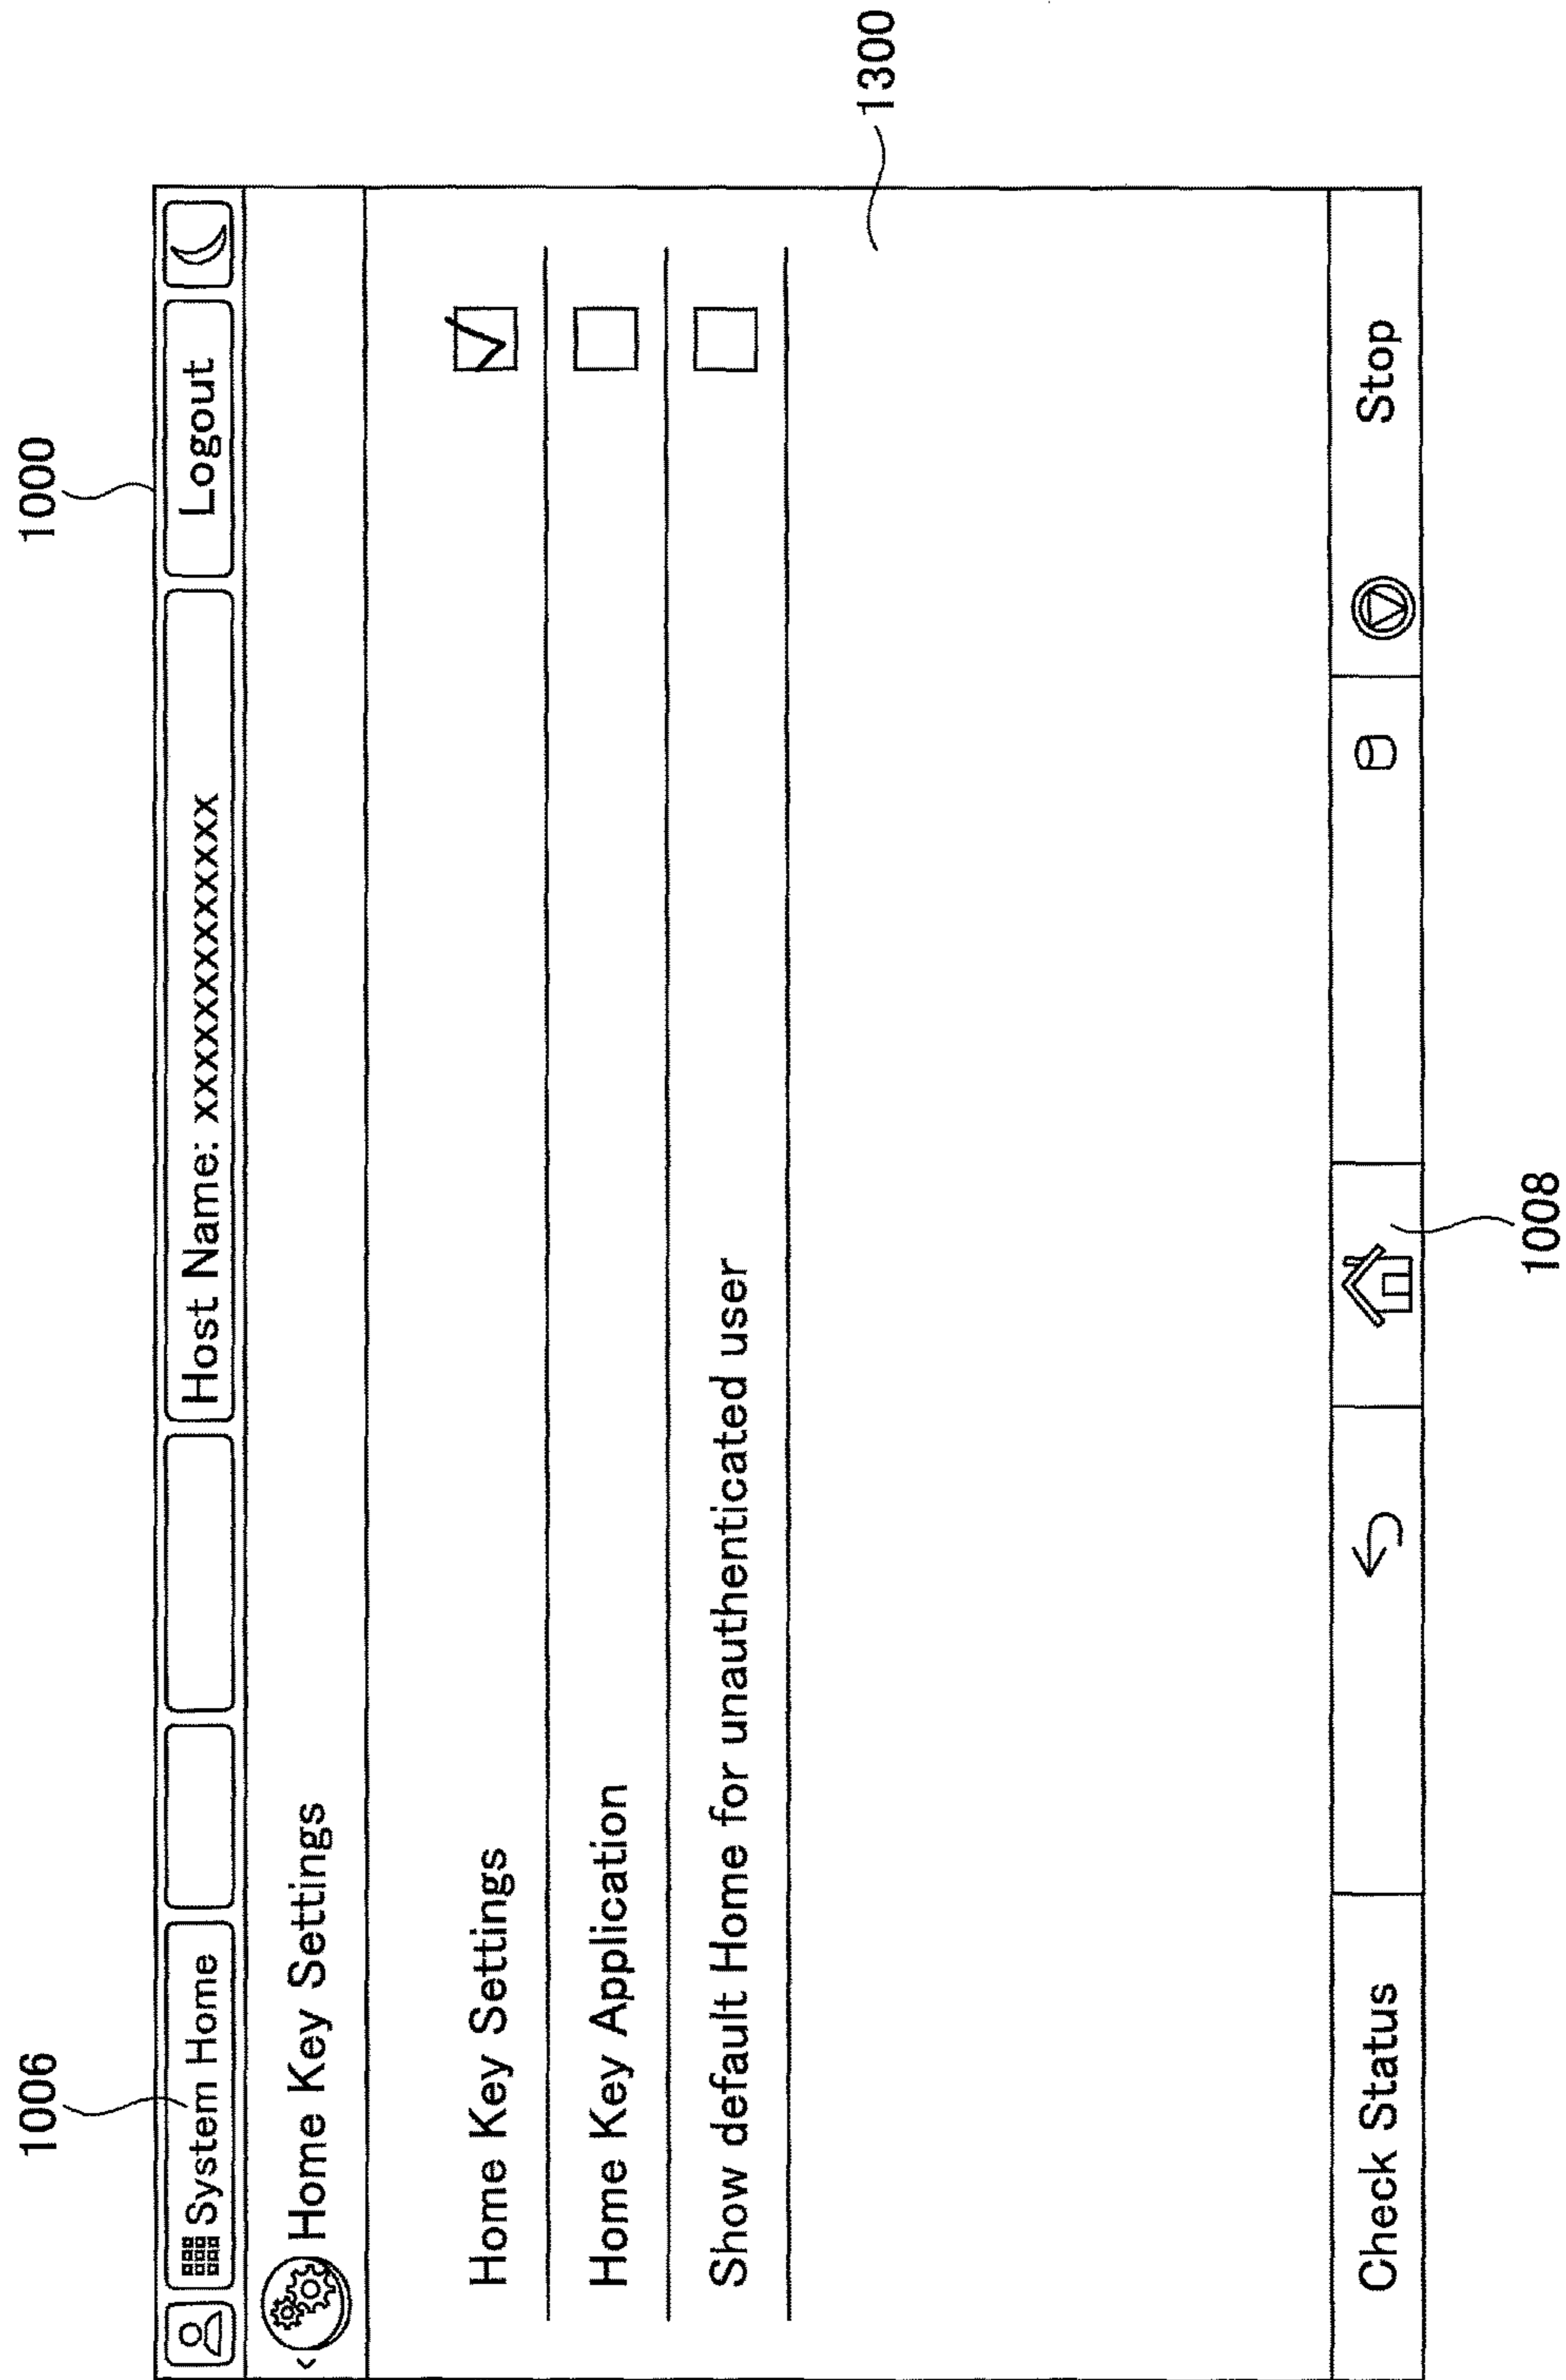 1000
1006
System Home
Host Name: xxxxxxxxxxxxx
Logout
Home Key Settings
Home Key Settings
Home Key Application
Show default Home for unauthenticated user
1300
Check Status
Stop
1008